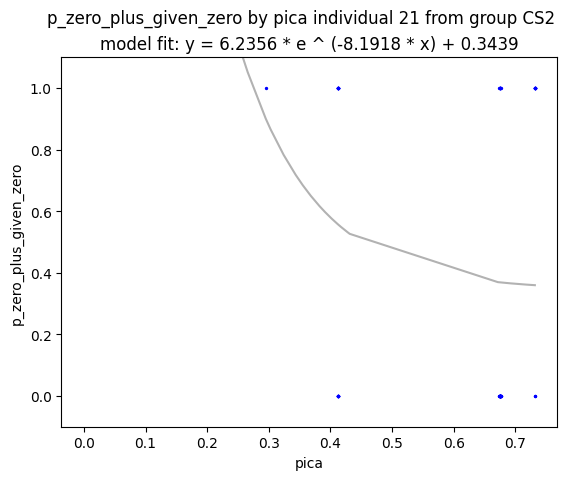 p_zero_plus_given_zero by pica individual 21 from group CS2
model fit: y = 6.2356 * e ^ (-8.1918 * x) + 0.3439
1.0
0.8
0.6
0.4
0.2
0.0
p_zero_plus_given_zero
0.0 0.1 0.2 0.3 0.4 0.5 0.6 0.7
pica